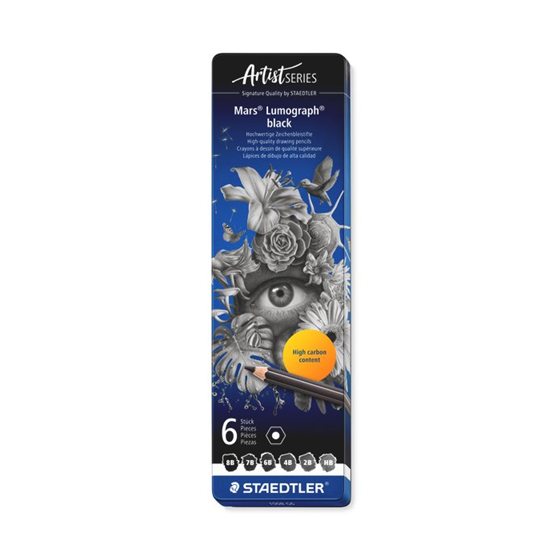 Artist SERIES
Signature Quality by STAEDTLER
Mars® Lumograph®
black
Hochwertige Zeichenbleistifte
High quality drawing pencils
Crayons à dessin de qualité supérieure
Lápices de dibujo de alta calidad
High carbon
content
6
Stück
Pieces
Pièces
Piezas
8B 7B 6B 4B 2B HB
STAEDTLER